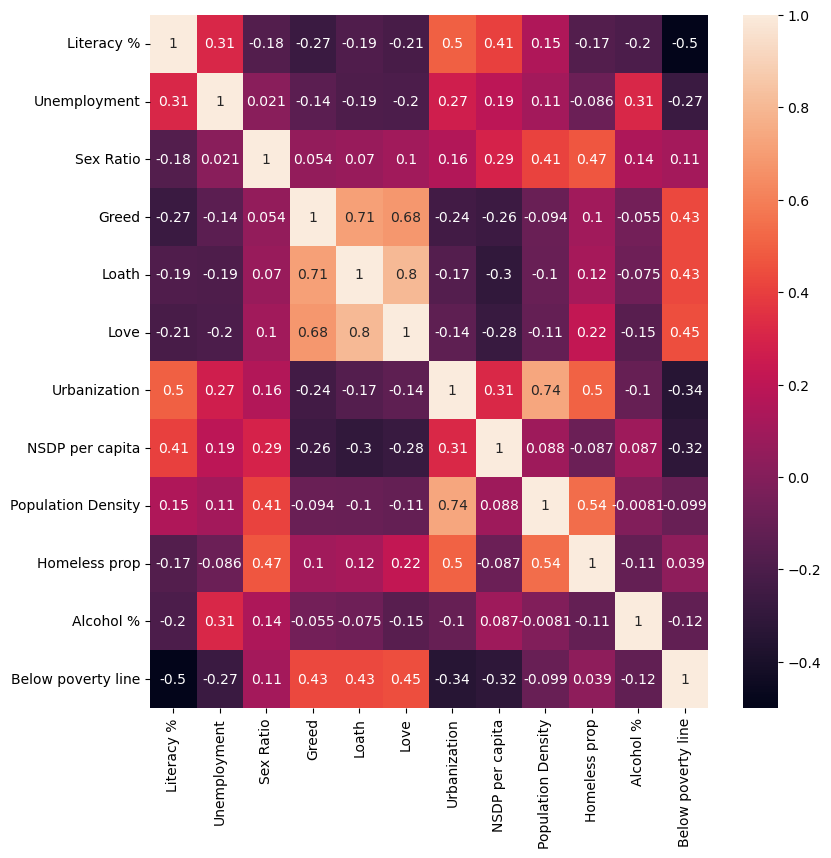 Literacy % 1 0.31 -0.18 -0.27 -0.19 -0.21 0.5 0.41 0.15 -0.17 -0.2 -0.5
Unemployment 0.31 1 0.021 -0.14 -0.19 -0.2 0.27 0.19 0.11 -0.086 0.31 -0.27
Sex Ratio -0.18 0.021 1 0.054 0.07 0.1 0.16 0.29 0.41 0.47 0.14 0.11
Greed -0.27 -0.14 0.054 1 0.71 0.68 -0.24 -0.26 -0.094 0.1 -0.055 0.43
Loath -0.19 -0.19 0.07 0.71 1 0.8 -0.17 -0.3 -0.1 0.12 -0.075 0.43
Love -0.21 -0.2 0.1 0.68 0.8 1 -0.14 -0.28 -0.11 0.22 -0.15 0.45
Urbanization 0.5 0.27 0.16 -0.24 -0.17 -0.14 1 0.31 0.74 0.5 -0.1 -0.34
NSDP per capita 0.41 0.19 0.29 -0.26 -0.3 -0.28 0.31 1 0.088 -0.087 0.087 -0.32
Population Density 0.15 0.11 0.41 -0.094 -0.1 -0.11 0.74 0.088 1 0.54 -0.0081 -0.099
Homeless prop -0.17 -0.086 0.47 0.1 0.12 0.22 0.5 -0.087 0.54 1 -0.11 0.039
Alcohol % -0.2 0.31 0.14 -0.055 -0.075 -0.15 -0.1 0.087 -0.0081 -0.11 1 -0.12
Below poverty line -0.5 -0.27 0.11 0.43 0.43 0.45 -0.34 -0.32 -0.099 0.039 -0.12 1
Literacy %
Unemployment
Sex Ratio
Greed
Loath
Love
Urbanization
NSDP per capita
Population Density
Homeless prop
Alcohol %
Below poverty line
1.0
0.8
0.6
0.4
0.2
0.0
−0.2
−0.4